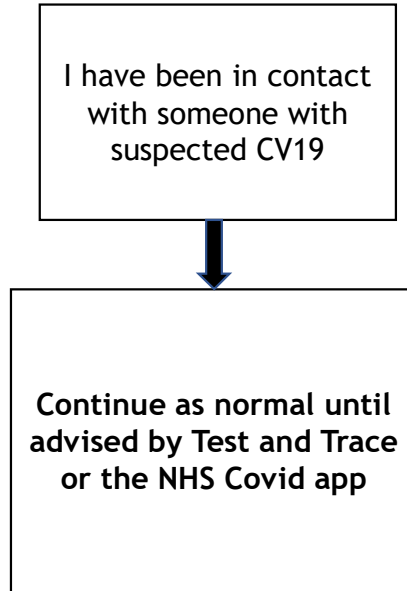 I have been in contact
with someone with
suspected CV19
Continue as normal until
advised by Test and Trace
or the NHS Covid app